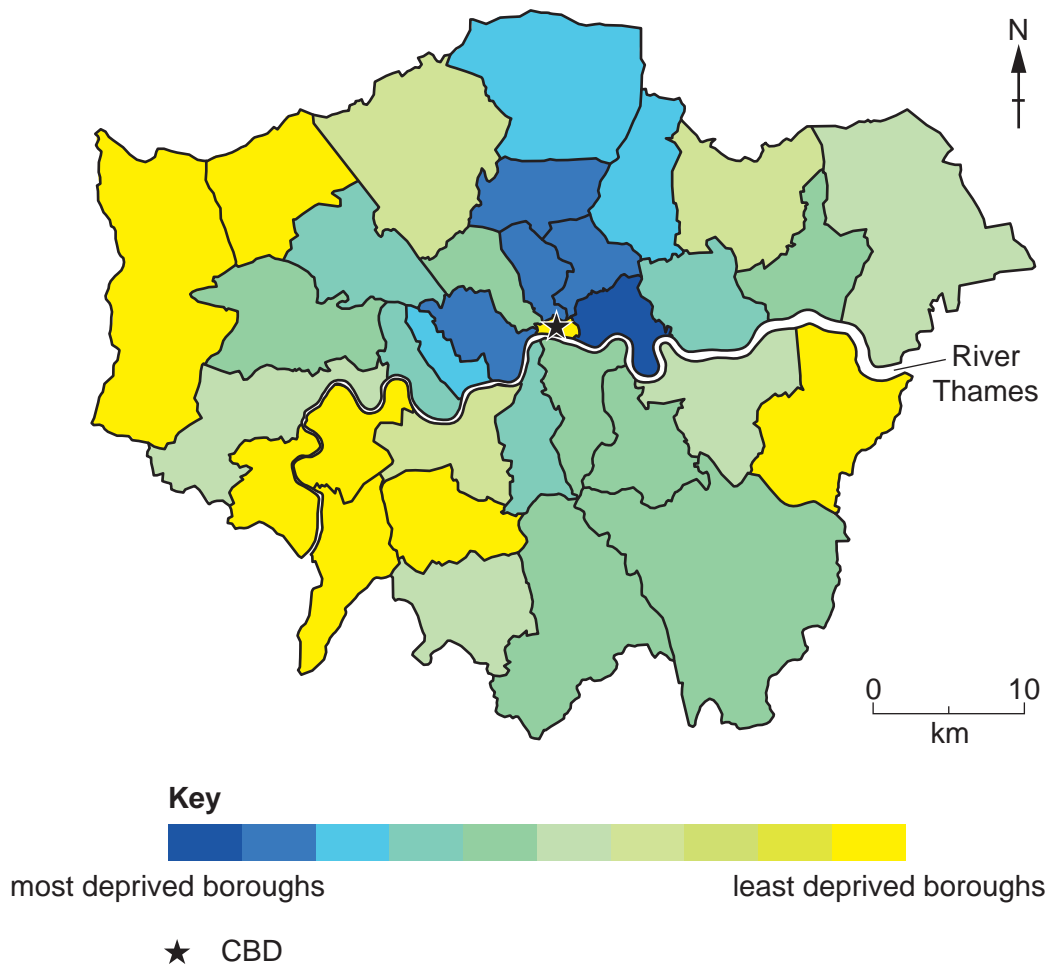 N
River
Thames
0 10
km
Key
most deprived boroughs least deprived boroughs
CBD